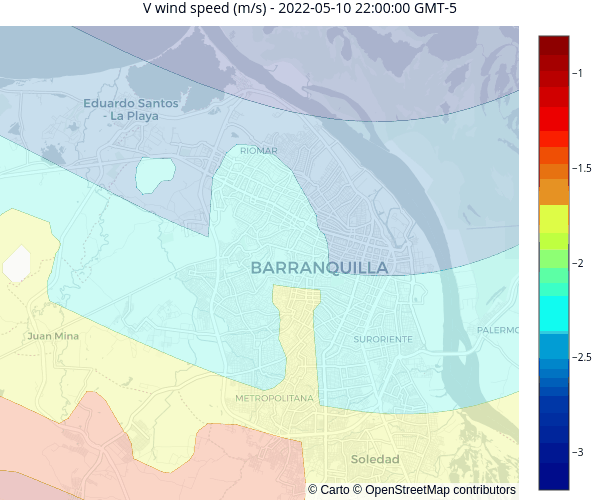 V wind speed (m/s) - 2022-05-10 22:00:00 GMT-5
Eduardo Santos
- La Playa
RIOMAR
BARRANQUILLA
Juan Mina
SURORIENTE
PALERMO
METROPOLITANA
Soledad
© Carto © OpenStreetMap contributors
−1
−1.5
−2
−2.5
−3